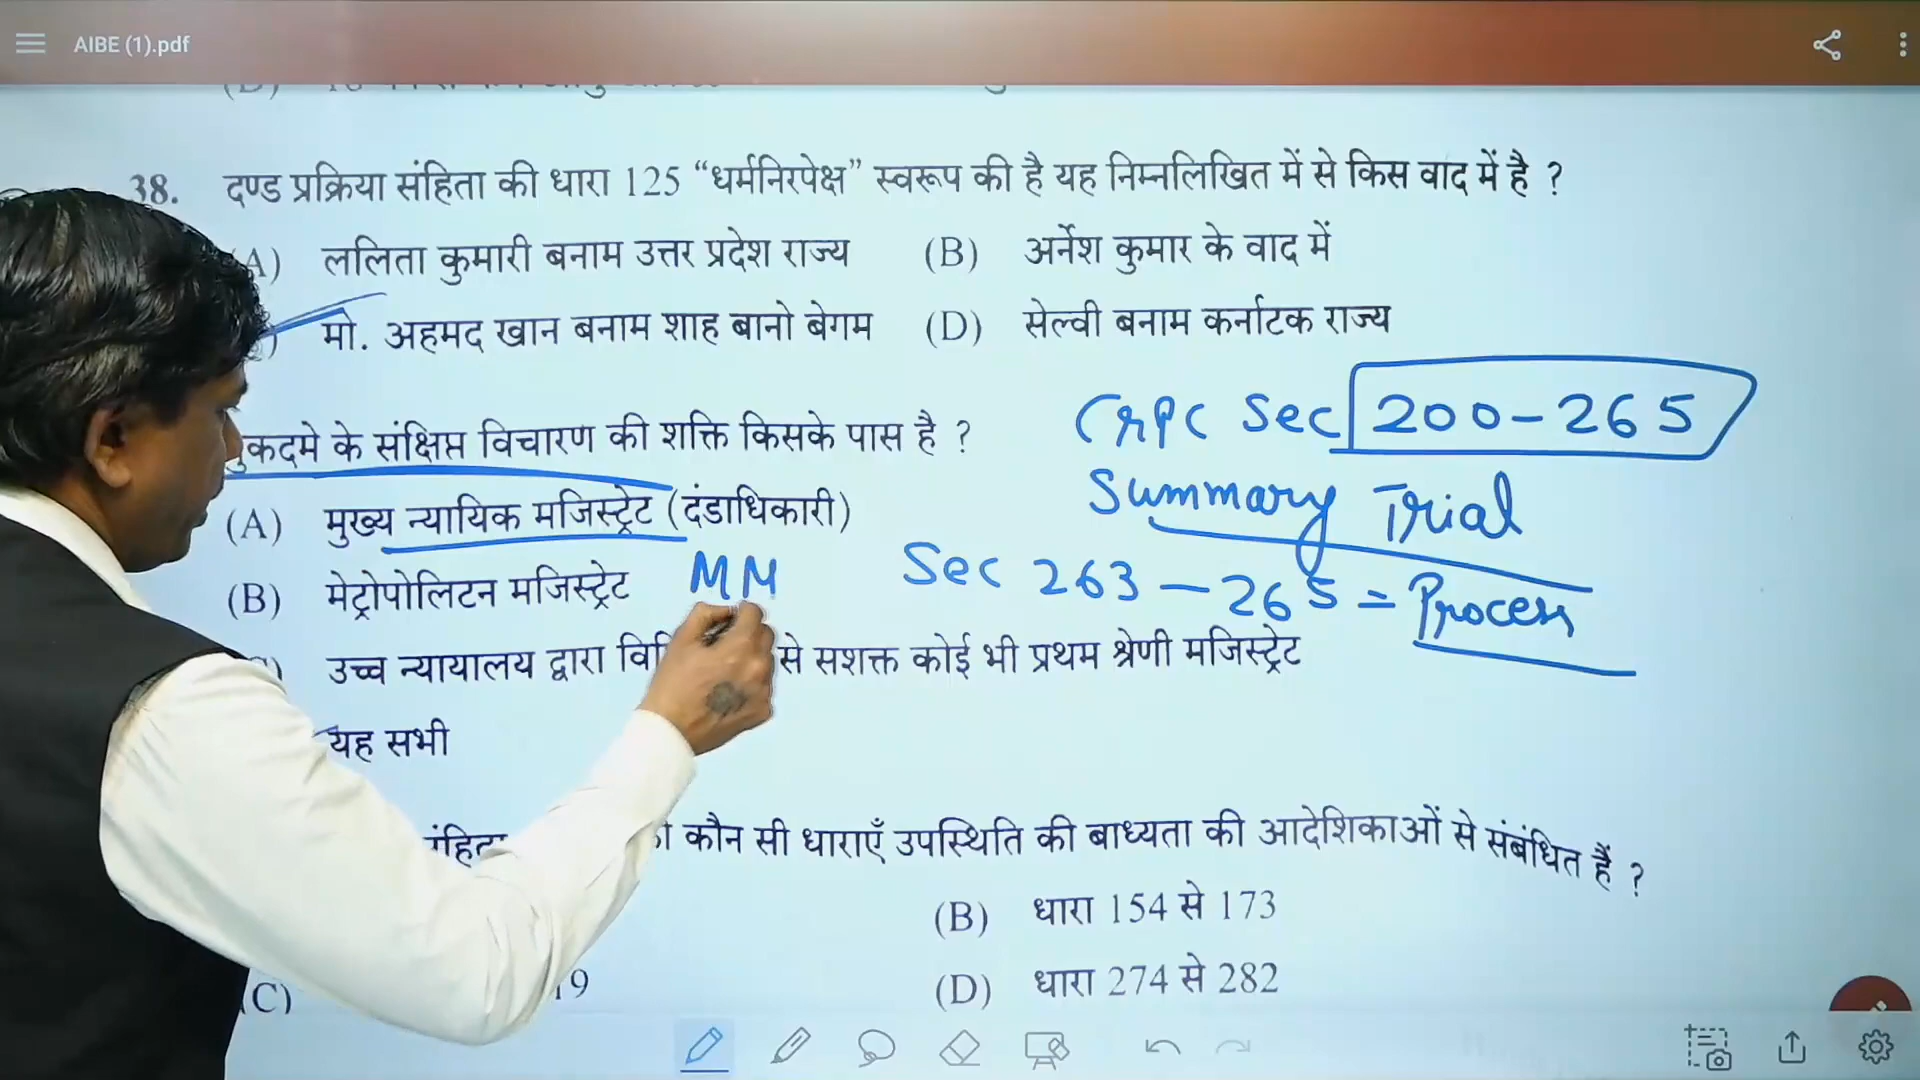 AIBE (1).pdf
38. दण्ड प्रक्रिया संहिता की धारा 125 “धर्मनिरपेक्ष” स्वरूप की है यह निम्नलिखित में से किस वाद में है ?
A) ललिता कुमारी बनाम उत्तर प्रदेश राज्य (B) अर्नेश कुमार के वाद में
मो. अहमद खान बनाम शाह बानो बेगम (D) सेल्वी बनाम कर्नाटक राज्य
CrPC Sec 200-265
मुकदमे के संक्षिप्त विचारण की शक्ति किसके पास है ?
Summary Trial
(A) मुख्य न्यायिक मजिस्ट्रेट (दंडाधिकारी)
(B) मेट्रोपोलिटन मजिस्ट्रेट MM Sec 263 - 265 = Process
उच्च न्यायालय द्वारा से सशक्त कोई भी प्रथम श्रेणी मजिस्ट्रेट
यह सभी
कौन सी धाराएँ उपस्थिति की बाध्यता की आदेशिकाओं से संबंधित हैं ?
(B) धारा 154 से 173
(C) 19 (D) धारा 274 से 282